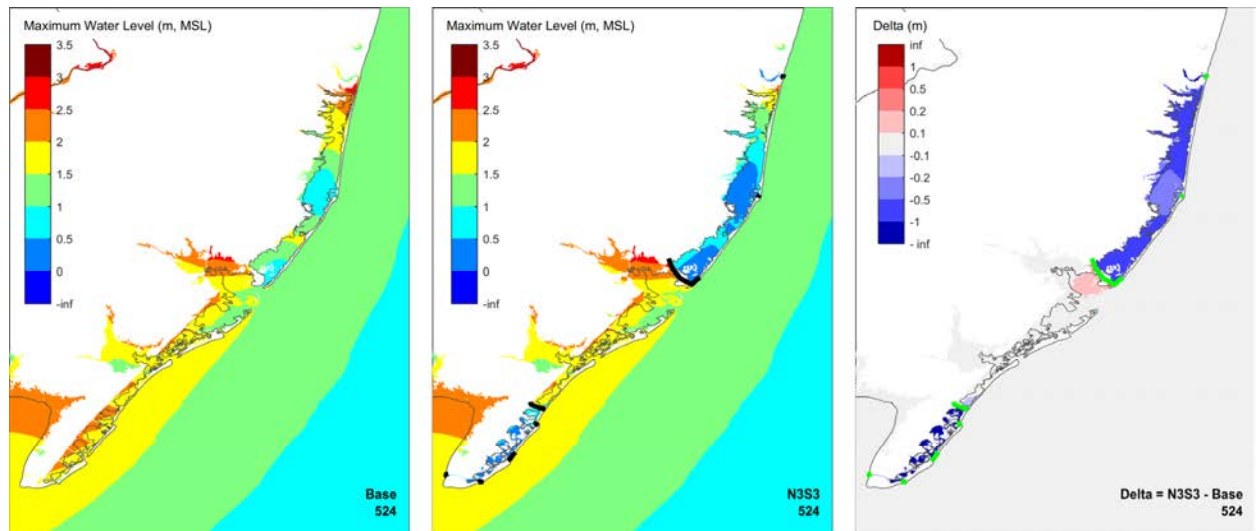 Maximum Water Level (m, MSL)
3.5
3
2.5
2
1.5
1
0.5
0
-inf
Base
524
Maximum Water Level (m, MSL)
3.5
3
2.5
2
1.5
1
0.5
0
-inf
N3S3
524
Delta (m)
inf
1
0.5
0.2
0.1
-0.1
-0.2
-0.5
-1
- inf
Delta = N3S3 - Base
524